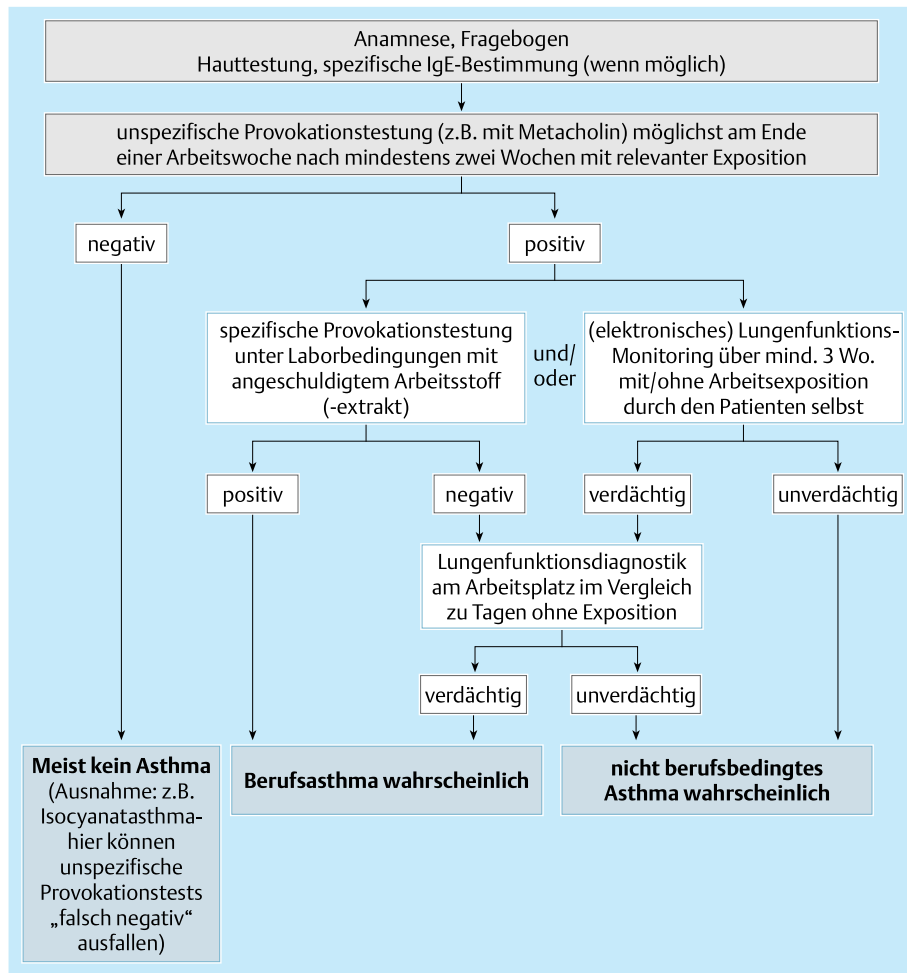 Anamnese, Fragebogen
Hauttestung, spezifische IgE-Bestimmung (wenn möglich)
unspezifische Provokationstestung (z.B. mit Metacholin) möglichst am Ende
einer Arbeitswoche nach mindestens zwei Wochen mit relevanter Exposition
negativ
positiv
spezifische Provokationstestung
unter Laborbedingungen mit
angeschuldigtem Arbeitsstoff
(-extrakt)
und/
oder
(elektronisches) Lungenfunktions-
Monitoring über mind. 3 Wo.
mit/ohne Arbeitsexposition
durch den Patienten selbst
positiv
negativ
verdächtig
unverdächtig
Lungenfunktionsdiagnostik
am Arbeitsplatz im Vergleich
zu Tagen ohne Exposition
verdächtig
unverdächtig
Meist kein Asthma
(Ausnahme: z.B.
Isocyanatasthma-
hier können
unspezifische
Provokationstests
„falsch negativ“
ausfallen)
Berufsasthma wahrscheinlich
nicht berufsbedingtes
Asthma wahrscheinlich